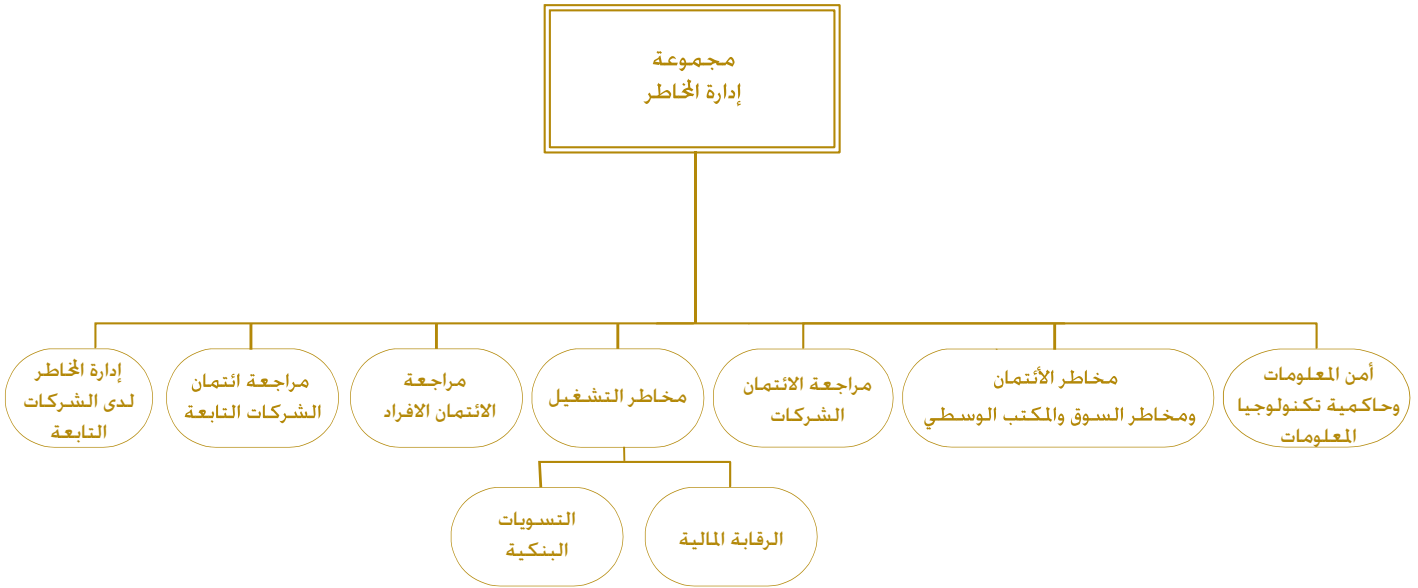 مجموعة
إدارة المخاطر
أمن المعلومات
وحاكمية تكنولوجيا
المعلومات
مخاطر الأئتمان
ومخاطر السوق والمكتب الوسطي
مراجعة الائتمان
الشركات
مخاطر التشغيل
مراجعة
الائتمان الافراد
مراجعة ائتمان
الشركات التابعة
إدارة المخاطر
لدى الشركات
التابعة
الرقابة المالية
التسويات
البنكية